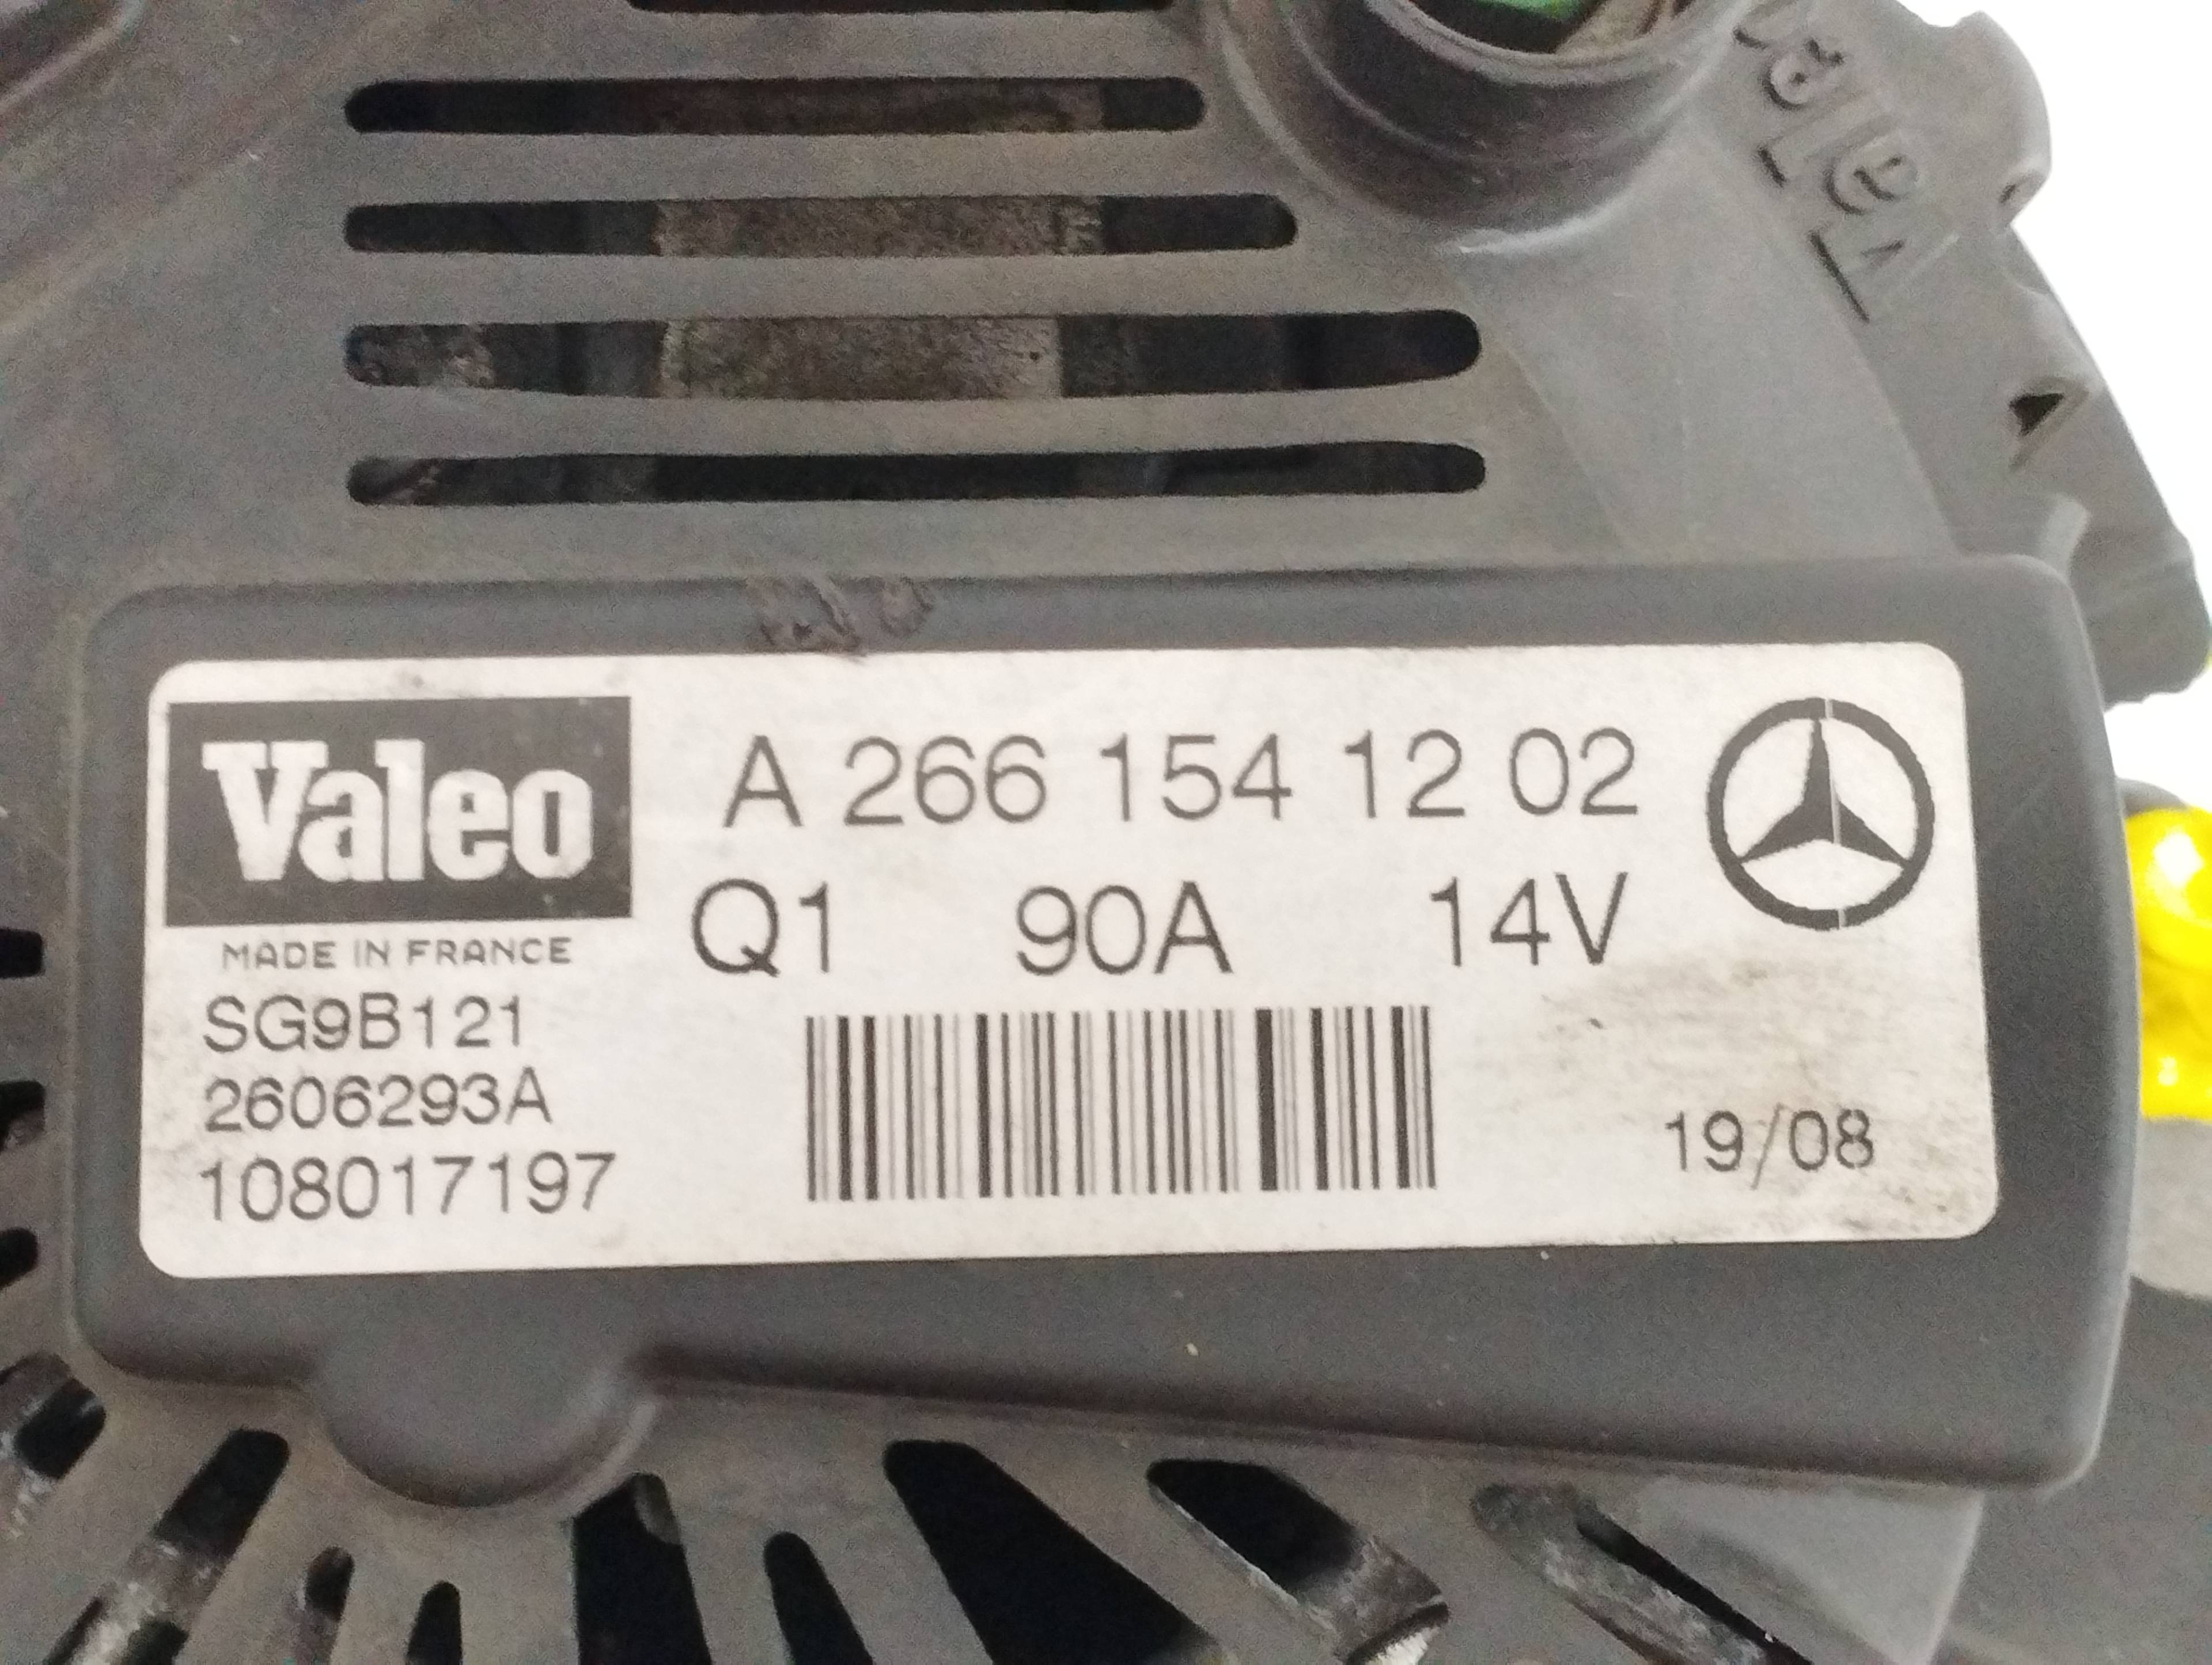 Valeo
MADE IN FRANCE
SG9B121
2606293A
108017197
A 266 154 12 02
Q1 90A 14V
19/08